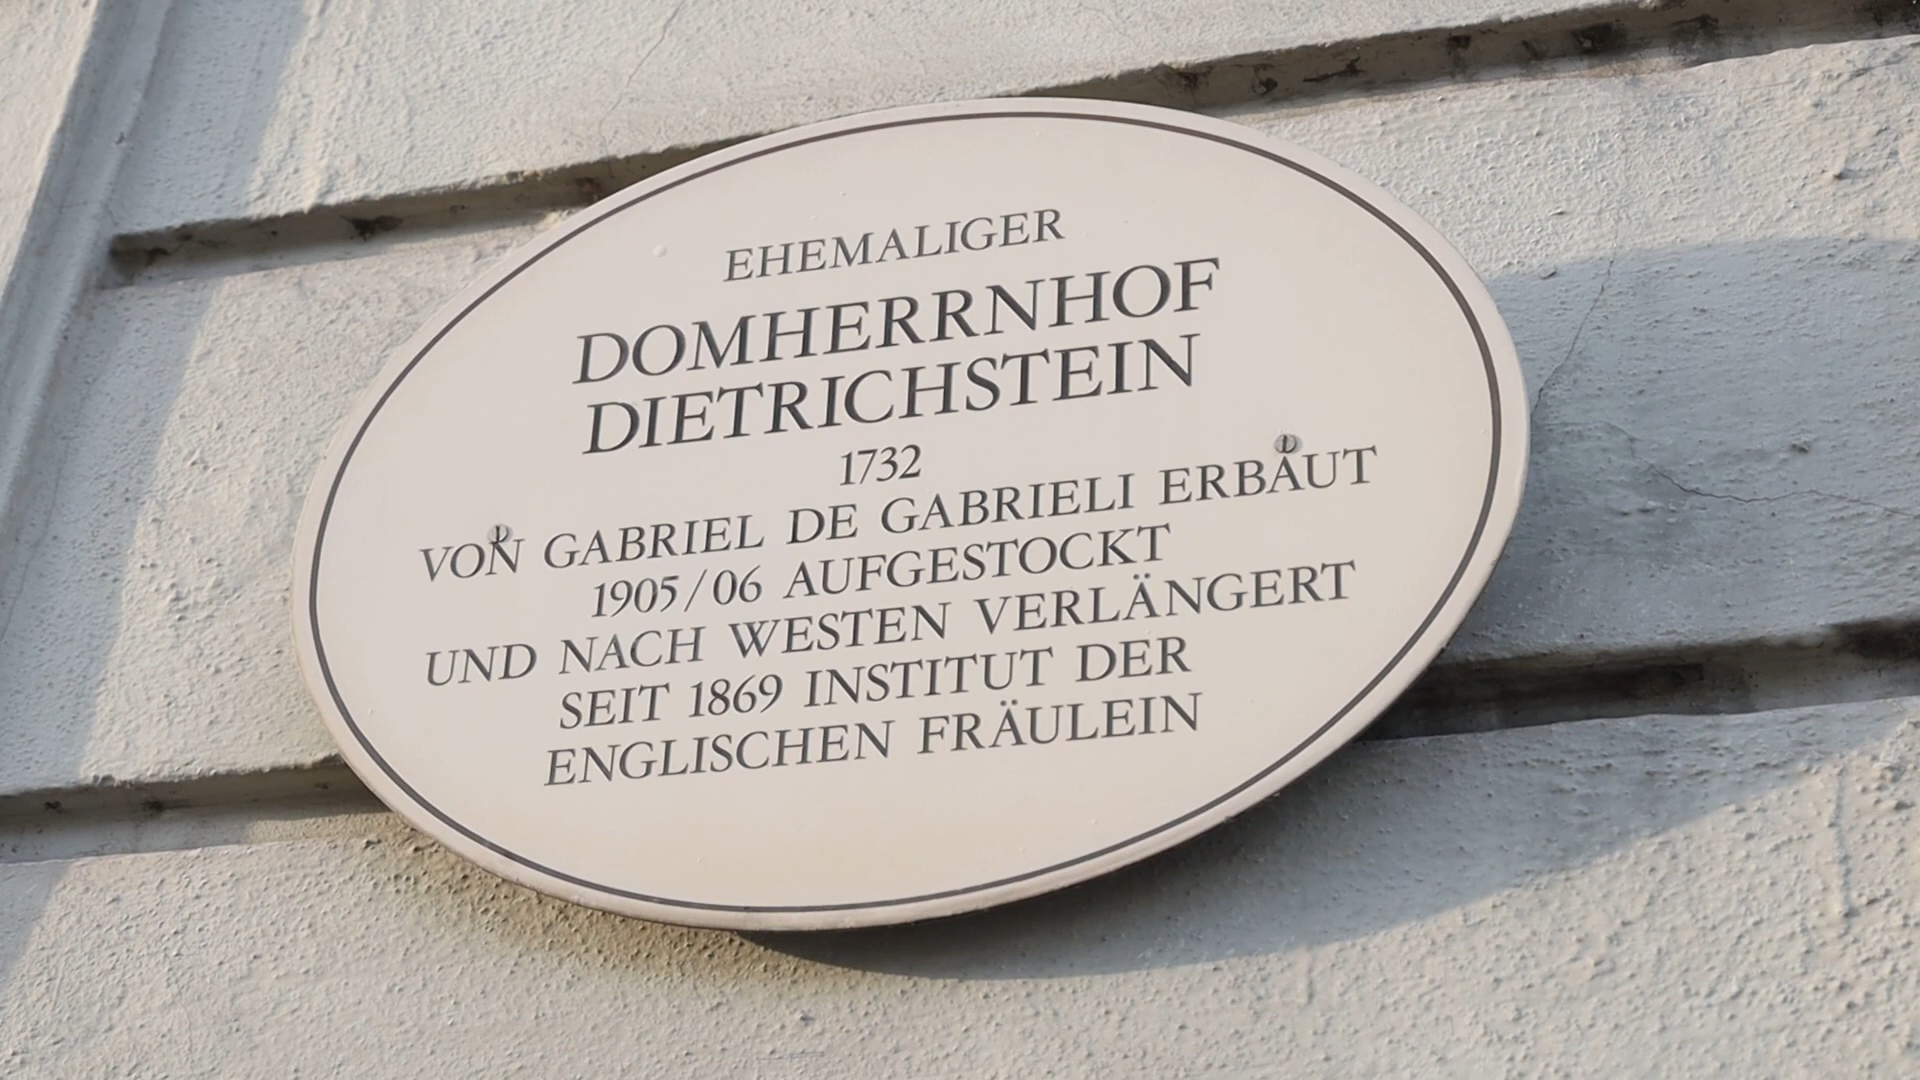 EHEMALIGER
DOMHERRNHOF
DIETRICHSTEIN
1732
VON GABRIEL DE GABRIELI ERBAUT
1905/06 AUFGESTOCKT
UND NACH WESTEN VERLÄNGERT
SEIT 1869 INSTITUT DER
ENGLISCHEN FRÄULEIN